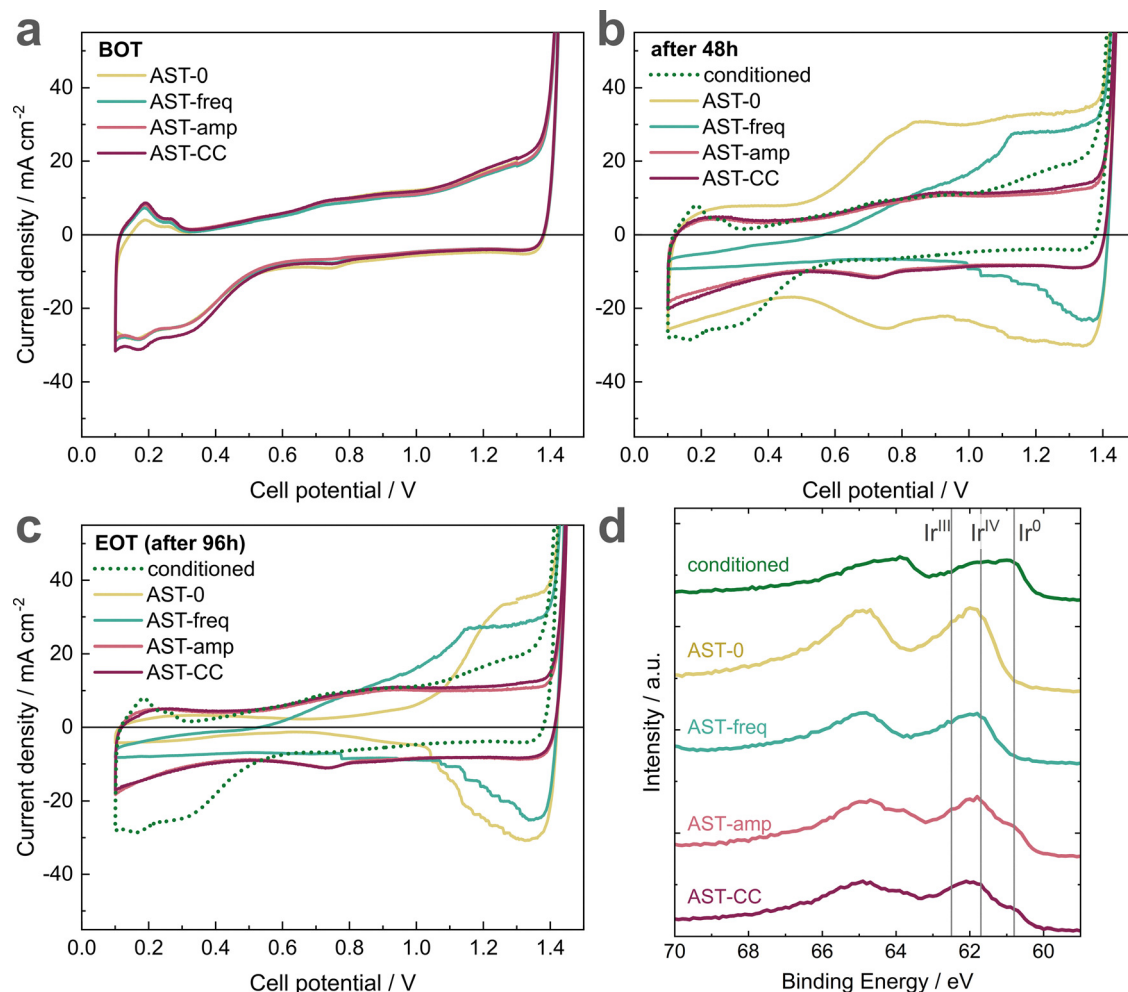 a
BOT
AST-0
AST-freq
AST-amp
AST-CC
Current density / mA cm⁻²
40
20
0
-20
-40
0.0 0.2 0.4 0.6 0.8 1.0 1.2 1.4
Cell potential / V
b
after 48h
conditioned
AST-0
AST-freq
AST-amp
AST-CC
40
20
0
-20
-40
0.0 0.2 0.4 0.6 0.8 1.0 1.2 1.4
Cell potential / V
c
EOT (after 96h)
conditioned
AST-0
AST-freq
AST-amp
AST-CC
Current density / mA cm⁻²
40
20
0
-20
-40
0.0 0.2 0.4 0.6 0.8 1.0 1.2 1.4
Cell potential / V
d
Irᴵᴵᴵ Irᴵⱽ Ir⁰
conditioned
AST-0
AST-freq
AST-amp
AST-CC
Intensity / a.u.
70 68 66 64 62 60
Binding Energy / eV